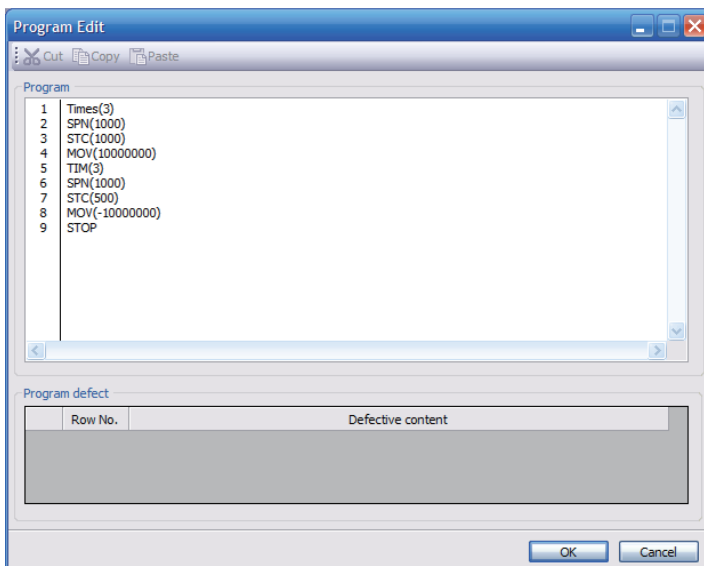 Program Edit
Cut Copy Paste
Program
1 Times(3)
2 SPN(1000)
3 STC(1000)
4 MOV(10000000)
5 TIM(3)
6 SPN(1000)
7 STC(500)
8 MOV(-10000000)
9 STOP
Program defect
Row No. Defective content
OK Cancel